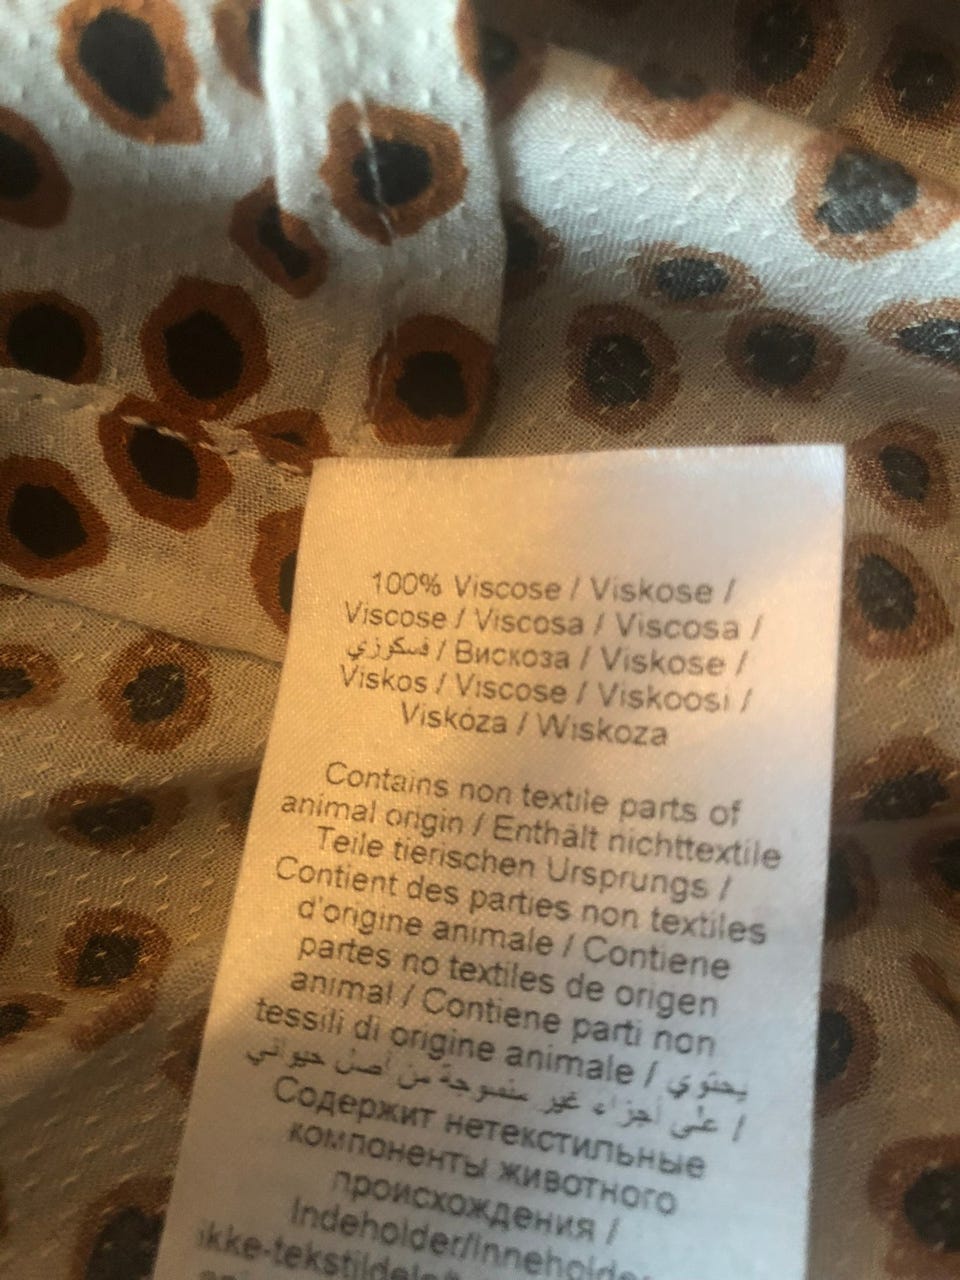 100% Viscose / Viskose /
Viscose / Viscosa / Viscosa /
فسكوزي / Вискоза / Viskose /
Viskos / Viscose / Viskoosi /
Viskóza / Wiskoza
Contains non textile parts of
animal origin / Enthält nichttextile
Teile tierischen Ursprungs /
Contient des parties non textiles
d'origine animale / Contiene
partes no textiles de origen
animal / Contiene parti non
tessili di origine animale / يحتوي
على أجزاء غير منسوجة من أصل حيواني /
Содержит нетекстильные
компоненты животного
происхождения /
Indeholder/Inneholder
ikke-tekstildele